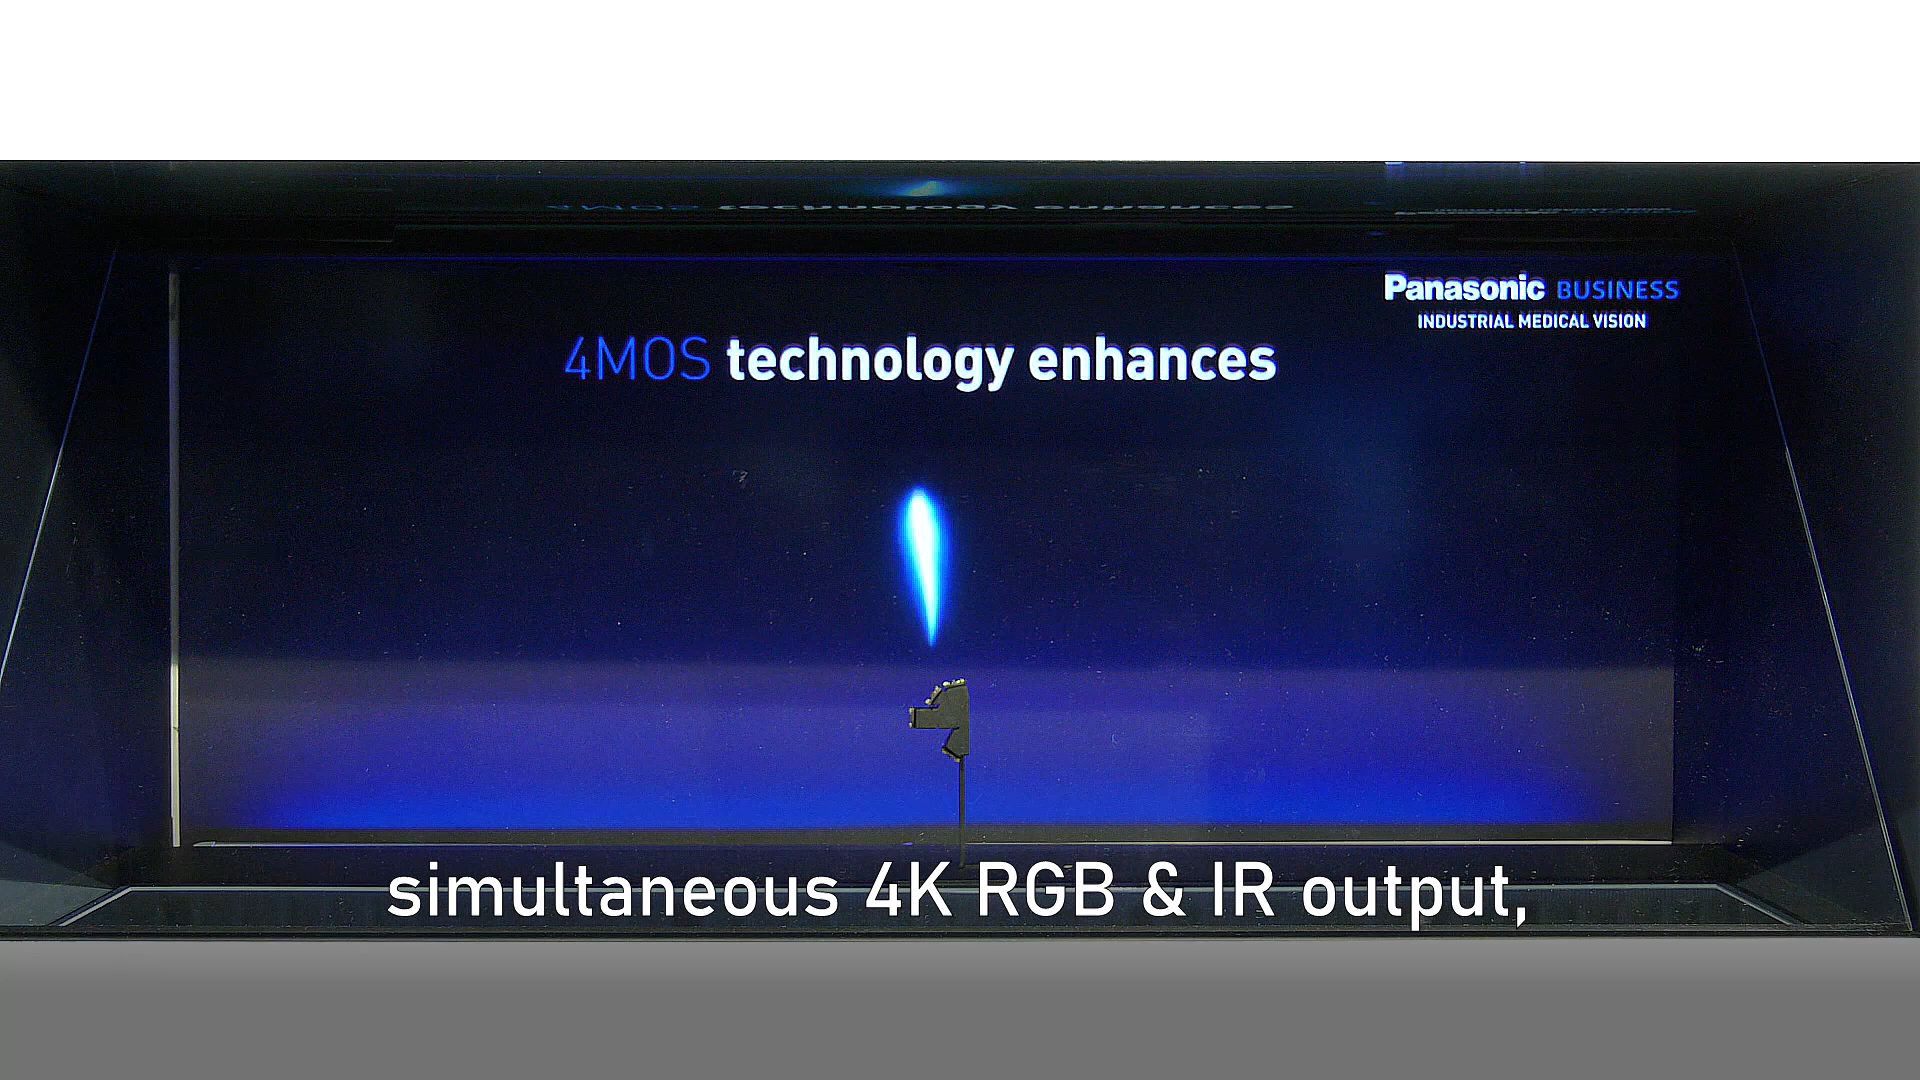 Panasonic BUSINESS
INDUSTRIAL MEDICAL VISION
4MOS technology enhances
simultaneous 4K RGB & IR output,